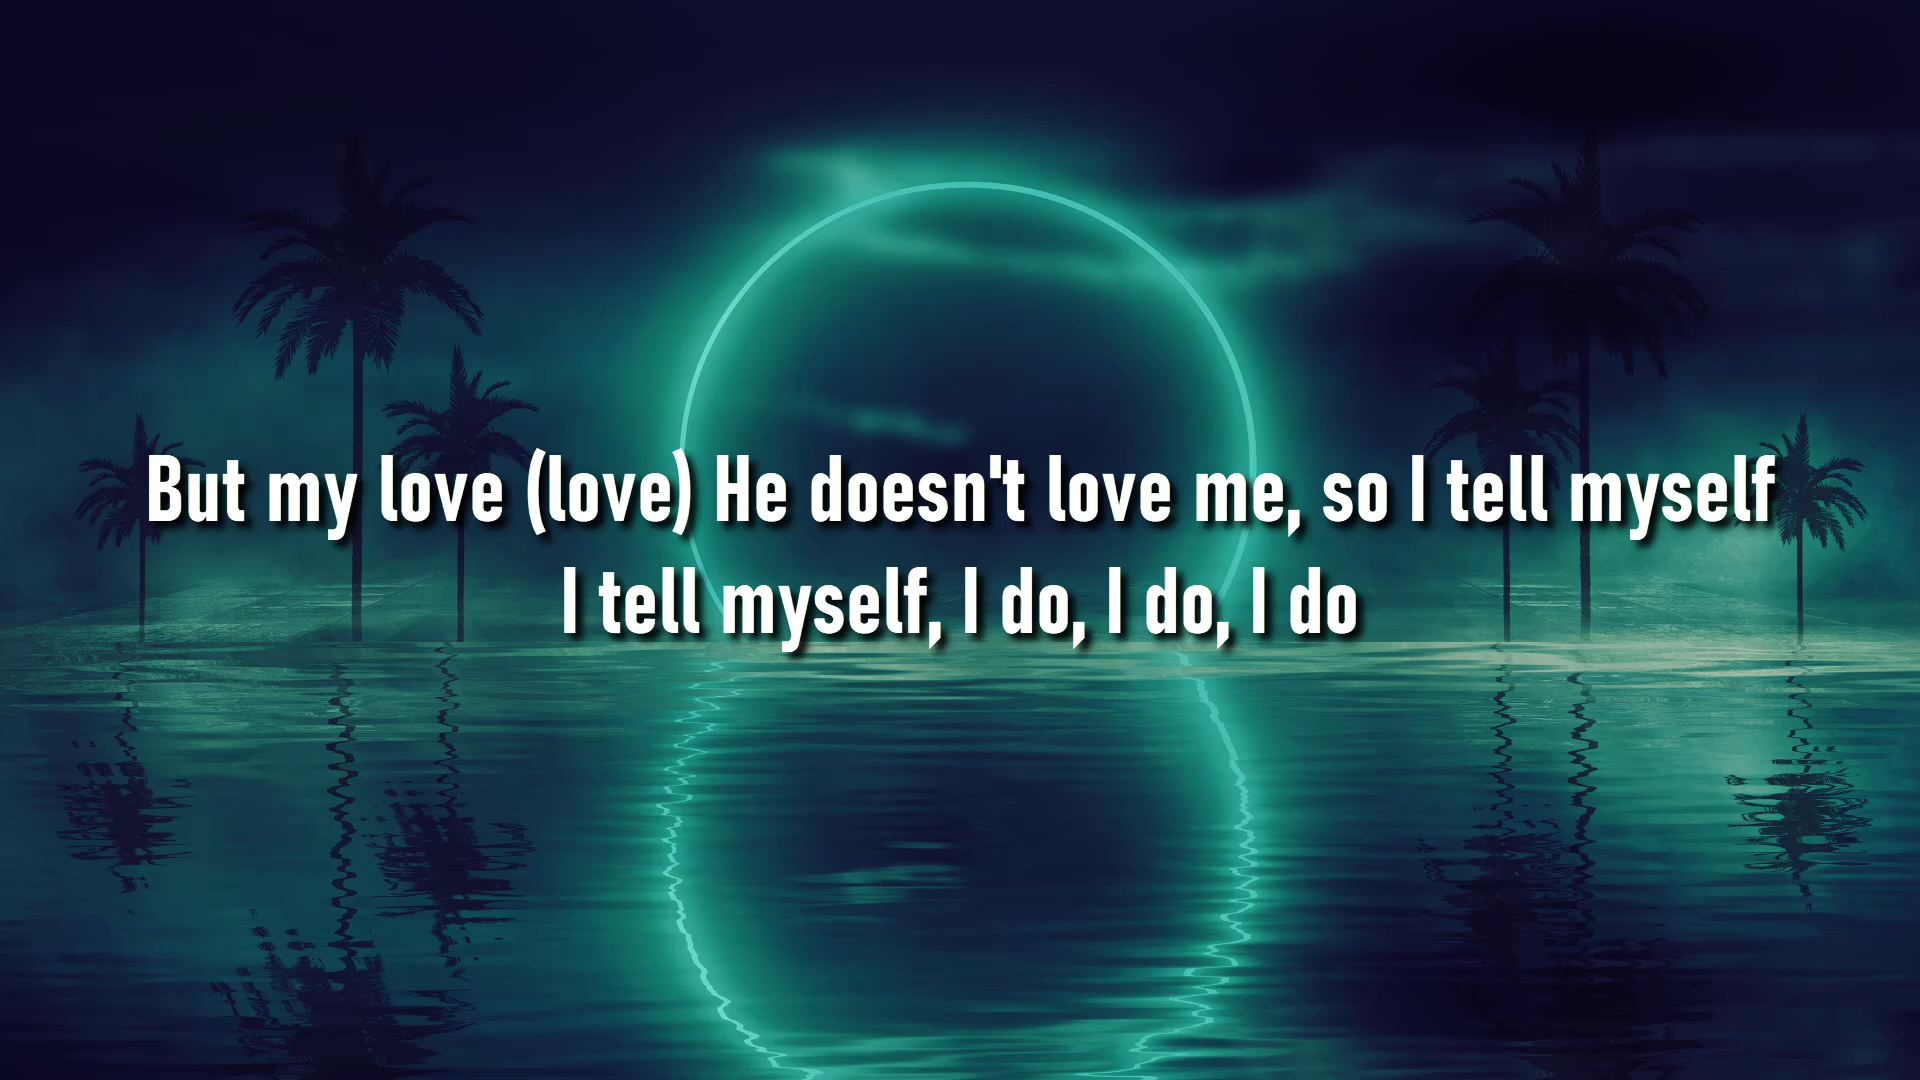 But my love (love) He doesn't love me, so I tell myself
I tell myself, I do, I do, I do